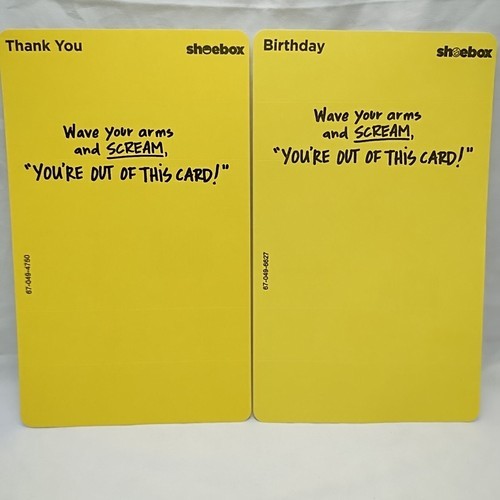 Thank You
shoebox
Wave your arms
and SCREAM,
"YOU'RE OUT OF THIS CARD!"
67-049-4750
Birthday
shoebox
Wave your arms
and SCREAM,
"YOU'RE OUT OF THIS CARD!"
67-049-6627